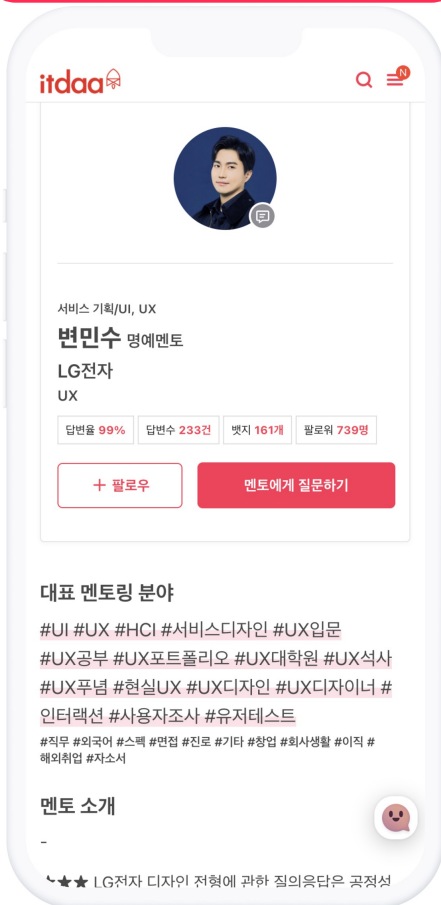 itdaa
N
서비스 기획/UI, UX
변민수 명예멘토
LG전자
UX
답변율 99% 답변수 233건 뱃지 161개 팔로워 739명
+ 팔로우 멘토에게 질문하기
대표 멘토링 분야
#UI #UX #HCI #서비스디자인 #UX입문
#UX공부 #UX포트폴리오 #UX대학원 #UX석사
#UX푸념 #현실UX #UX디자인 #UX디자이너 #
인터랙션 #사용자조사 #유저테스트
#직무 #외국어 #스펙 #면접 #진로 #기타 #창업 #회사생활 #이직 #
해외취업 #자소서
멘토 소개
-
★★★ LG전자 디자인 전형에 관한 질의응답은 공정성